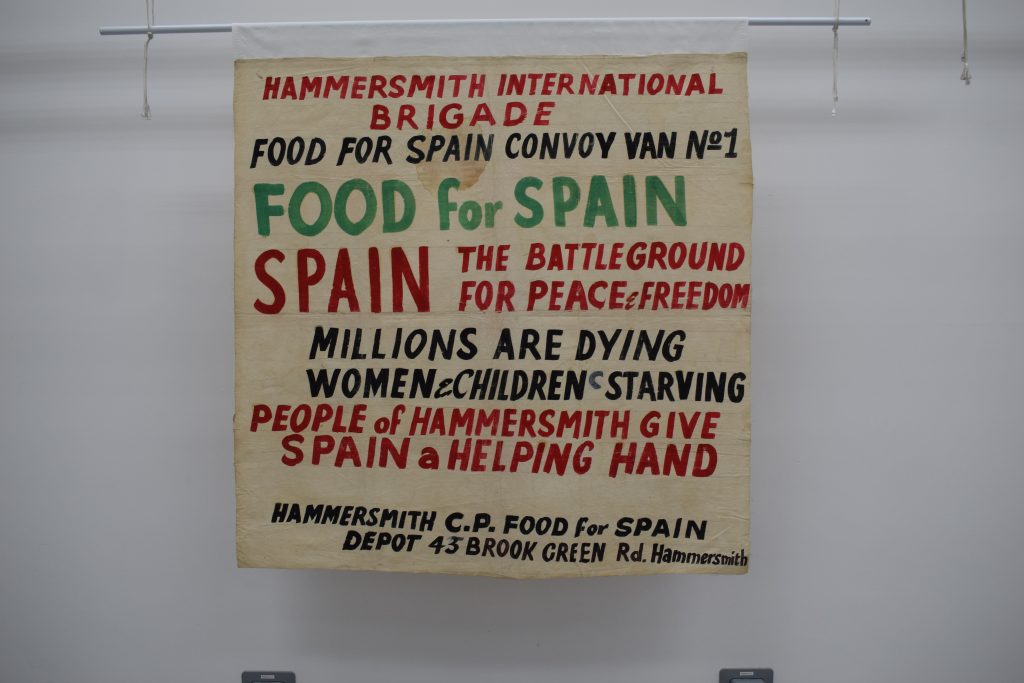 HAMMERSMITH INTERNATIONAL
BRIGADE
FOOD FOR SPAIN CONVOY VAN Nº1
FOOD for SPAIN
SPAIN THE BATTLEGROUND
FOR PEACE & FREEDOM
MILLIONS ARE DYING
WOMEN & CHILDREN C STARVING
PEOPLE of HAMMERSMITH GIVE
SPAIN a HELPING HAND
HAMMERSMITH C.P. FOOD for SPAIN
DEPOT 43 BROOK GREEN Rd. Hammersmith